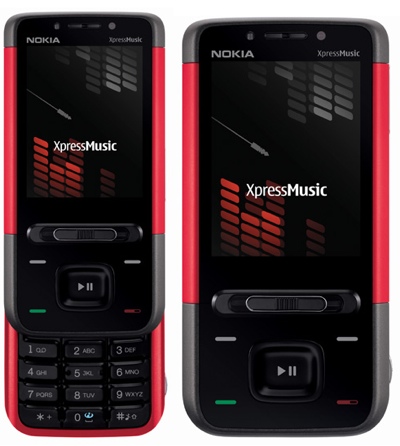 NOKIA XpressMusic
XpressMusic
1 2 ABC 3 DEF
4 GHI 5 JKL 6 MNO
7 PQRS 8 TUV 9 WXYZ
* + 0 #
NOKIA XpressMusic
XpressMusic